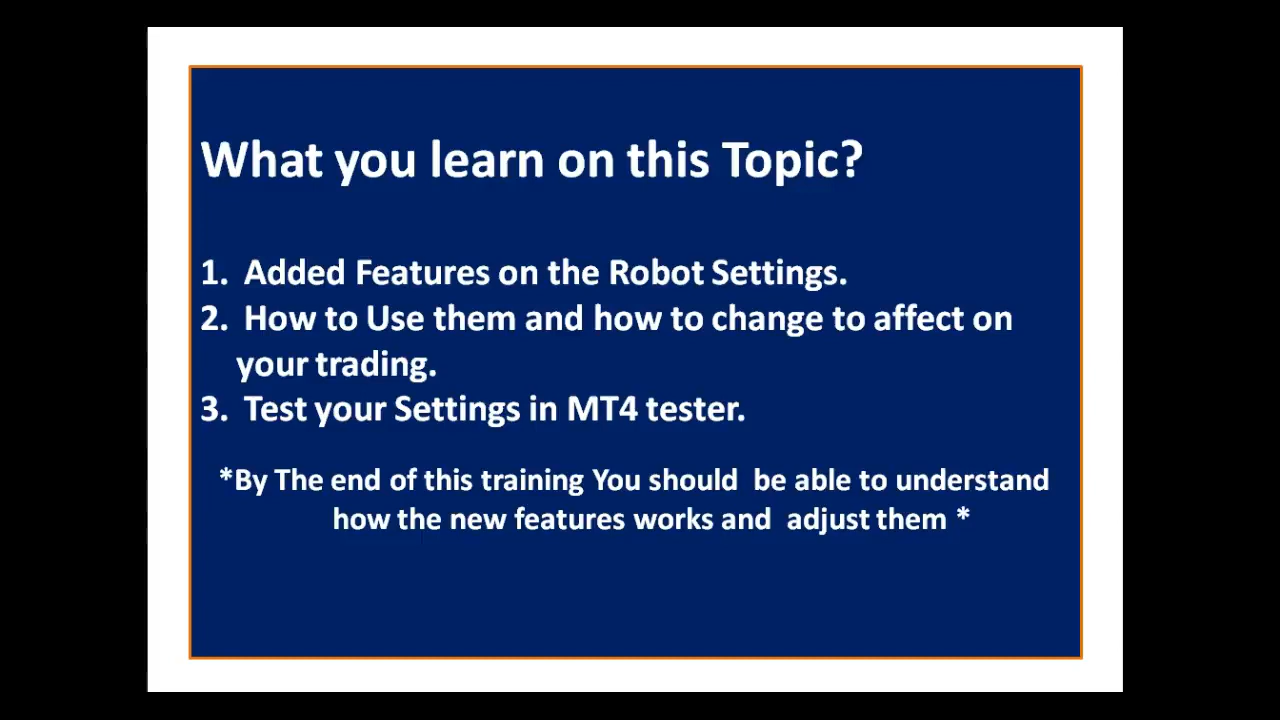 What you learn on this Topic?
1. Added Features on the Robot Settings.
2. How to Use them and how to change to affect on
your trading.
3. Test your Settings in MT4 tester.
*By The end of this training You should be able to understand
how the new features works and adjust them *